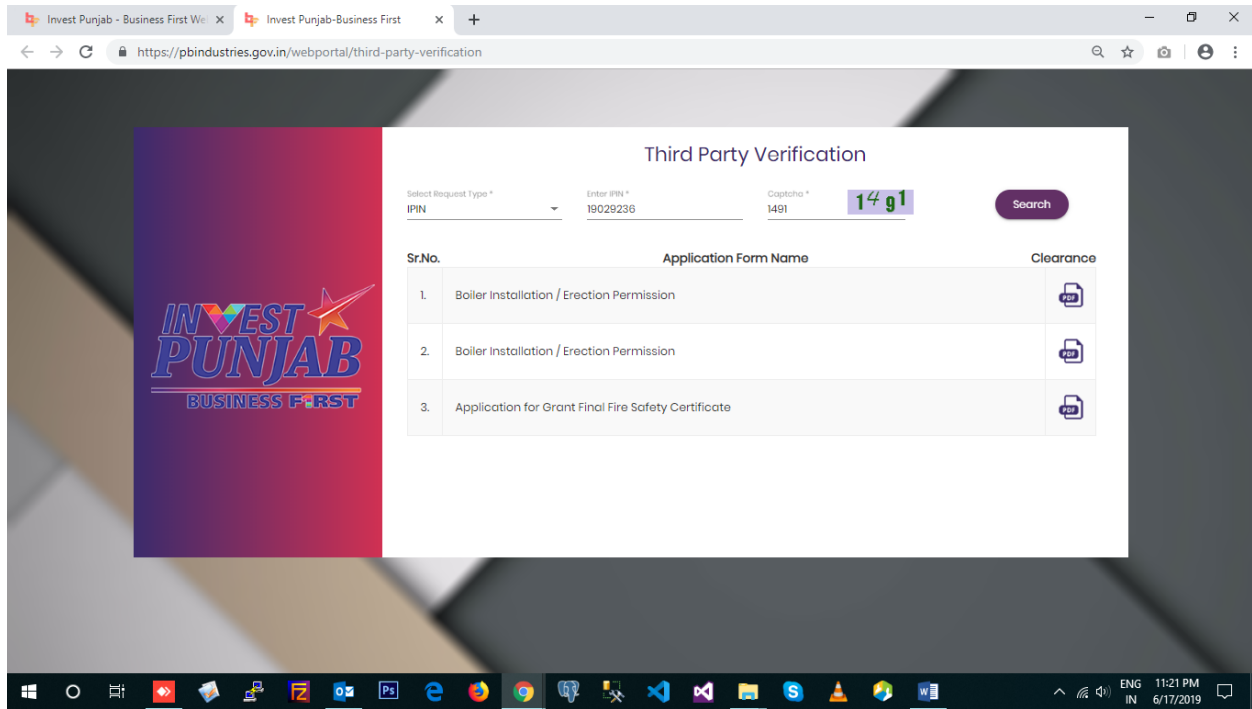 Invest Punjab - Business First We
Invest Punjab-Business First
https://pbindustries.gov.in/webportal/third-party-verification
INVEST
PUNJAB
BUSINESS FIRST
Third Party Verification
Select Request Type *
IPIN
Enter IPIN *
19029236
Captcha *
1491
1491
Search
Sr.No. Application Form Name Clearance
1. Boiler Installation / Erection Permission PDF
2. Boiler Installation / Erection Permission PDF
3. Application for Grant Final Fire Safety Certificate PDF
ENG 11:21 PM
IN 6/17/2019